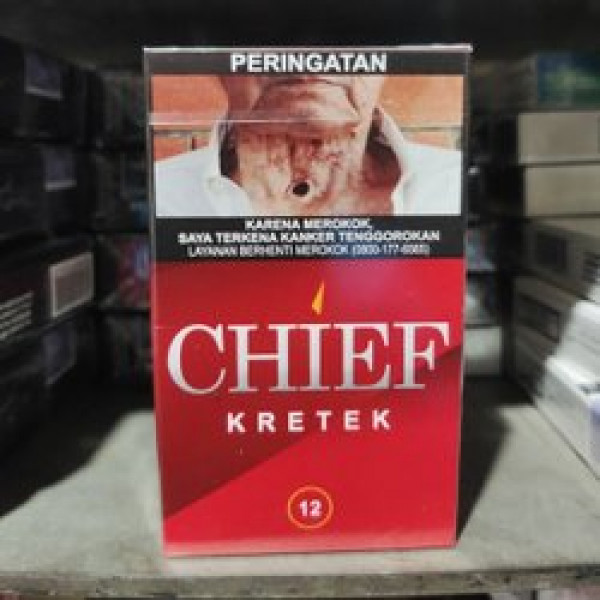 PERINGATAN
KARENA MEROKOK,
SAYA TERKENA KANKER TENGGOROKAN
LAYANAN BERHENTI MEROKOK (0800-177-6565)
CHIEF
KRETEK
12